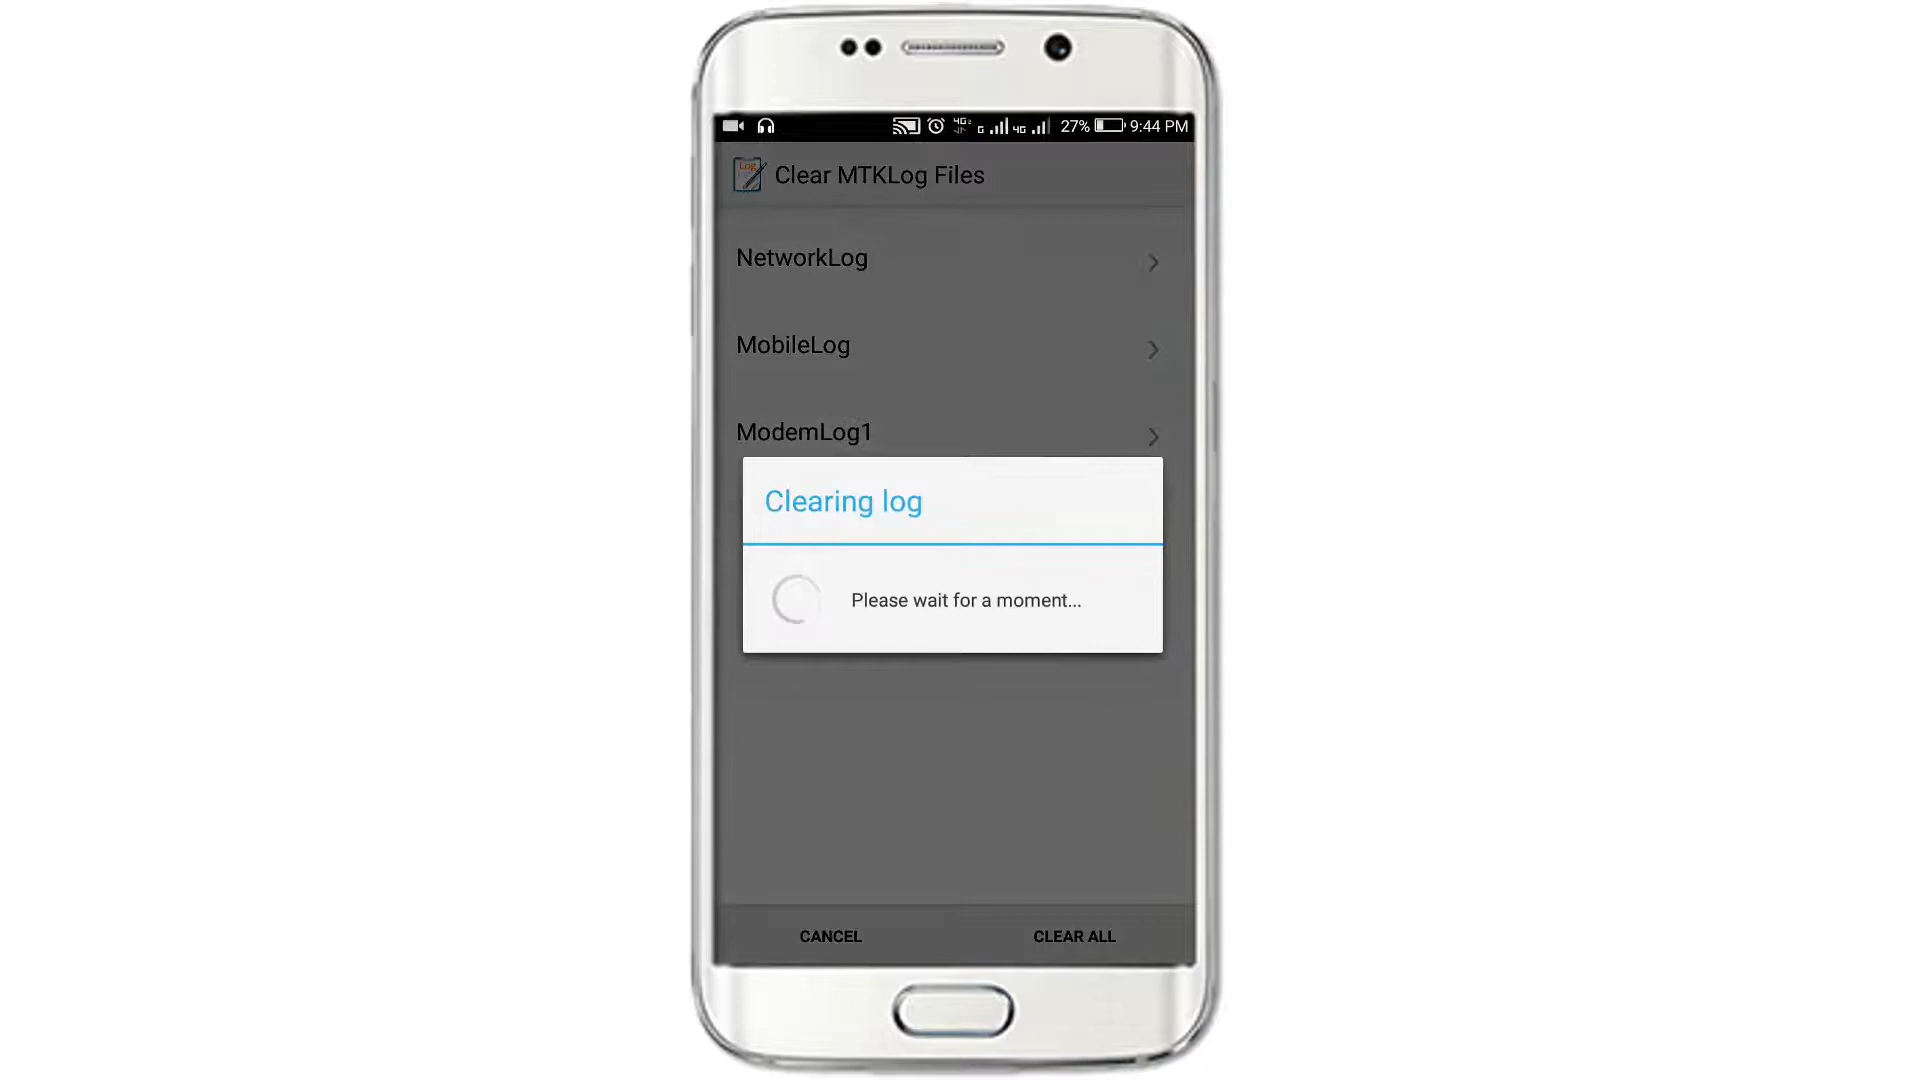 27% 9:44 PM
Log
Clear MTKLog Files
NetworkLog
MobileLog
ModemLog1
Clearing log
Please wait for a moment...
CANCEL
CLEAR ALL